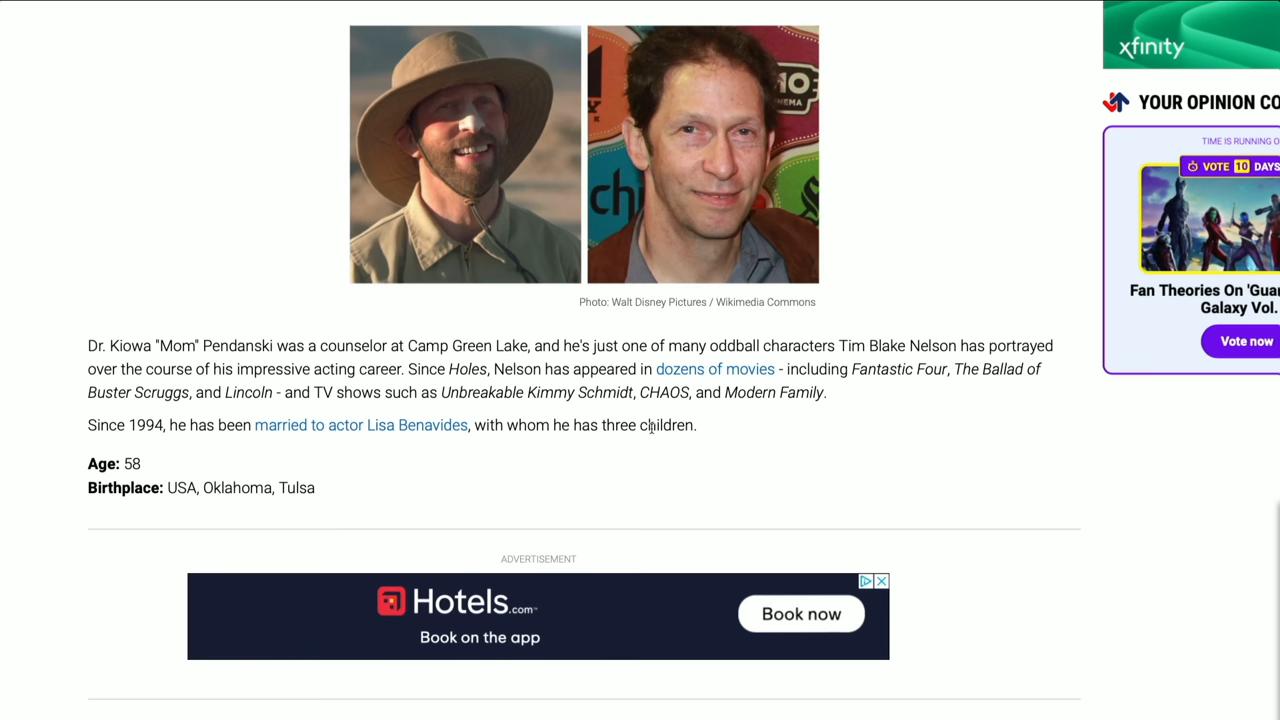 xfinity
YOUR OPINION CO
TIME IS RUNNING O
VOTE 10 DAYS
Fan Theories On 'Gua
Galaxy Vol.
Vote now
10
NEMA
ch
Photo: Walt Disney Pictures / Wikimedia Commons
Dr. Kiowa "Mom" Pendanski was a counselor at Camp Green Lake, and he's just one of many oddball characters Tim Blake Nelson has portrayed
over the course of his impressive acting career. Since Holes, Nelson has appeared in dozens of movies - including Fantastic Four, The Ballad of
Buster Scruggs, and Lincoln - and TV shows such as Unbreakable Kimmy Schmidt, CHAOS, and Modern Family.
Since 1994, he has been married to actor Lisa Benavides, with whom he has three children.
Age: 58
Birthplace: USA, Oklahoma, Tulsa
ADVERTISEMENT
Hotels.com™
Book on the app
Book now